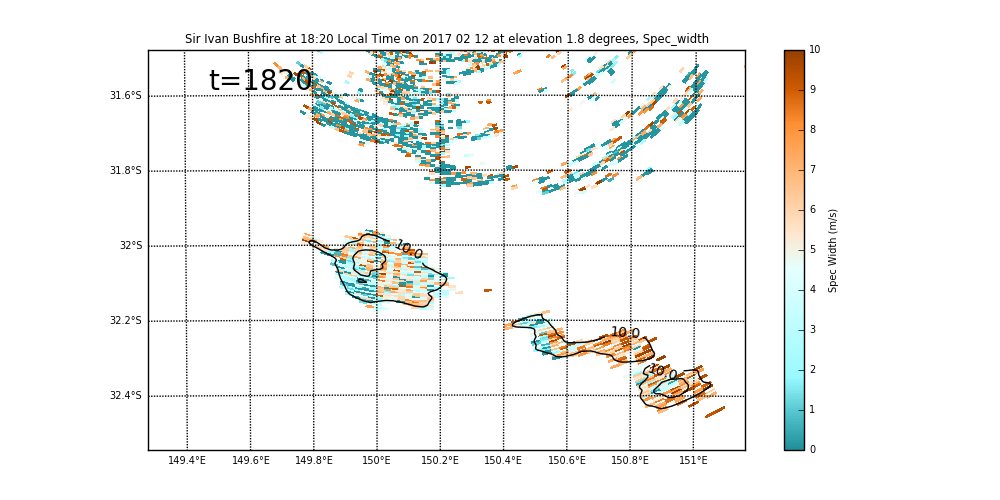 Sir Ivan Bushfire at 18:20 Local Time on 2017 02 12 at elevation 1.8 degrees, Spec_width
t=1820
31.6°S
31.8°S
32°S
32.2°S
32.4°S
149.4°E 149.6°E 149.8°E 150°E 150.2°E 150.4°E 150.6°E 150.8°E 151°E
10.0
10.0
10.0
10
9
8
7
6
5
4
3
2
1
0
Spec Width (m/s)